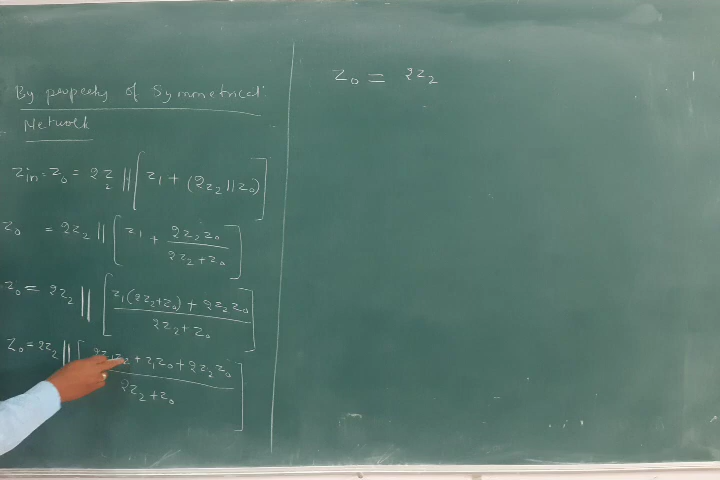 By property of Symmetrical
Network
Zin = Z₀ = 2Z₂ || [Z₁ + (2Z₂ || Z₀)]
Z₀ = 2Z₂ || [Z₁ + 2Z₂Z₀ / 2Z₂ + Z₀]
Z₀ = 2Z₂ || [Z₁(2Z₂ + Z₀) + 2Z₂Z₀ / 2Z₂ + Z₀]
Z₀ = 2Z₂ || [2Z₁Z₂ + Z₁Z₀ + 2Z₂Z₀ / 2Z₂ + Z₀]
Z₀ = 2Z₂